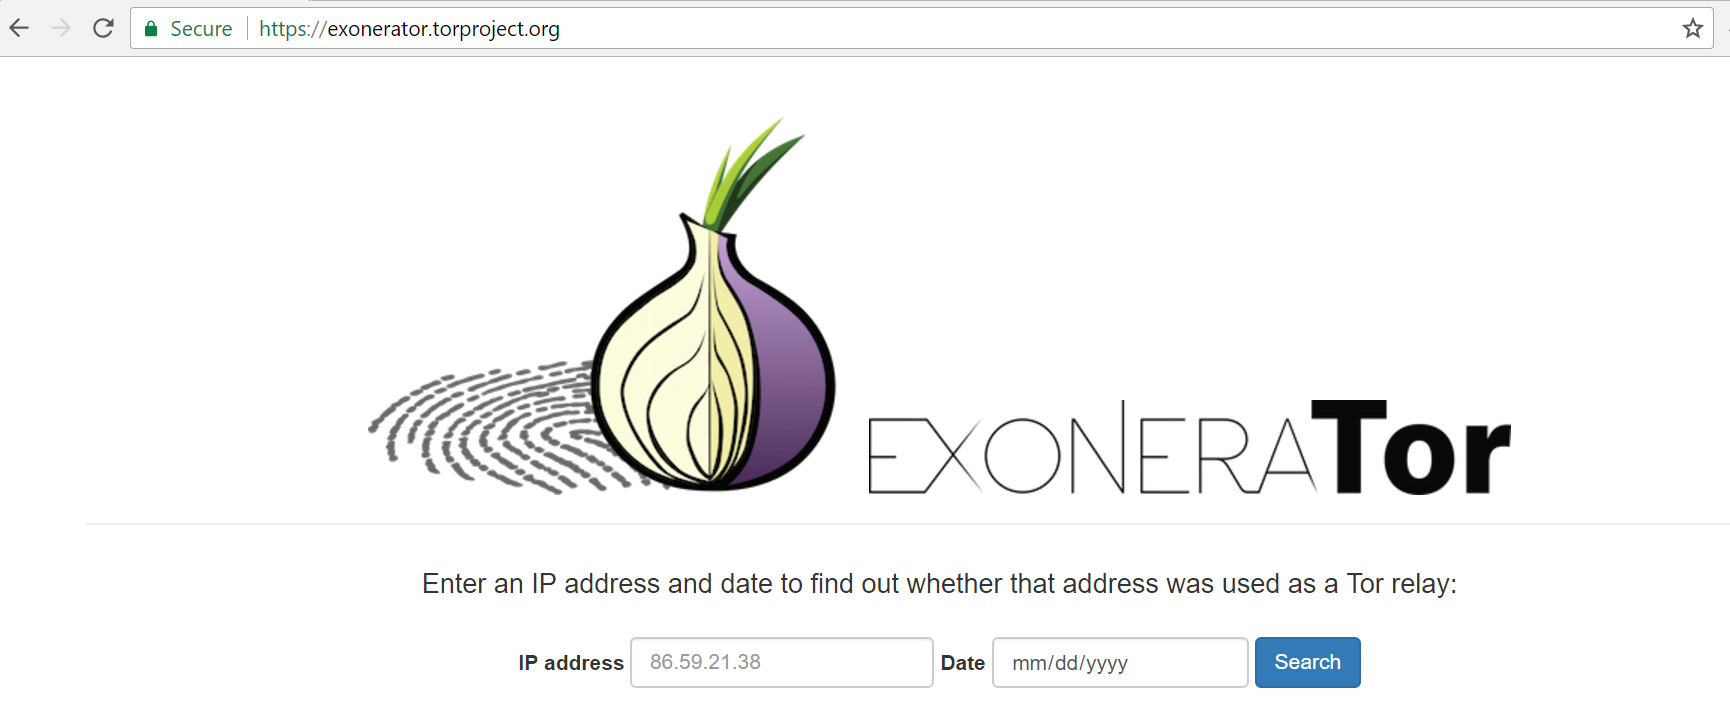 Secure https://exonerator.torproject.org
EXONERATor
Enter an IP address and date to find out whether that address was used as a Tor relay:
IP address 86.59.21.38 Date mm/dd/yyyy Search